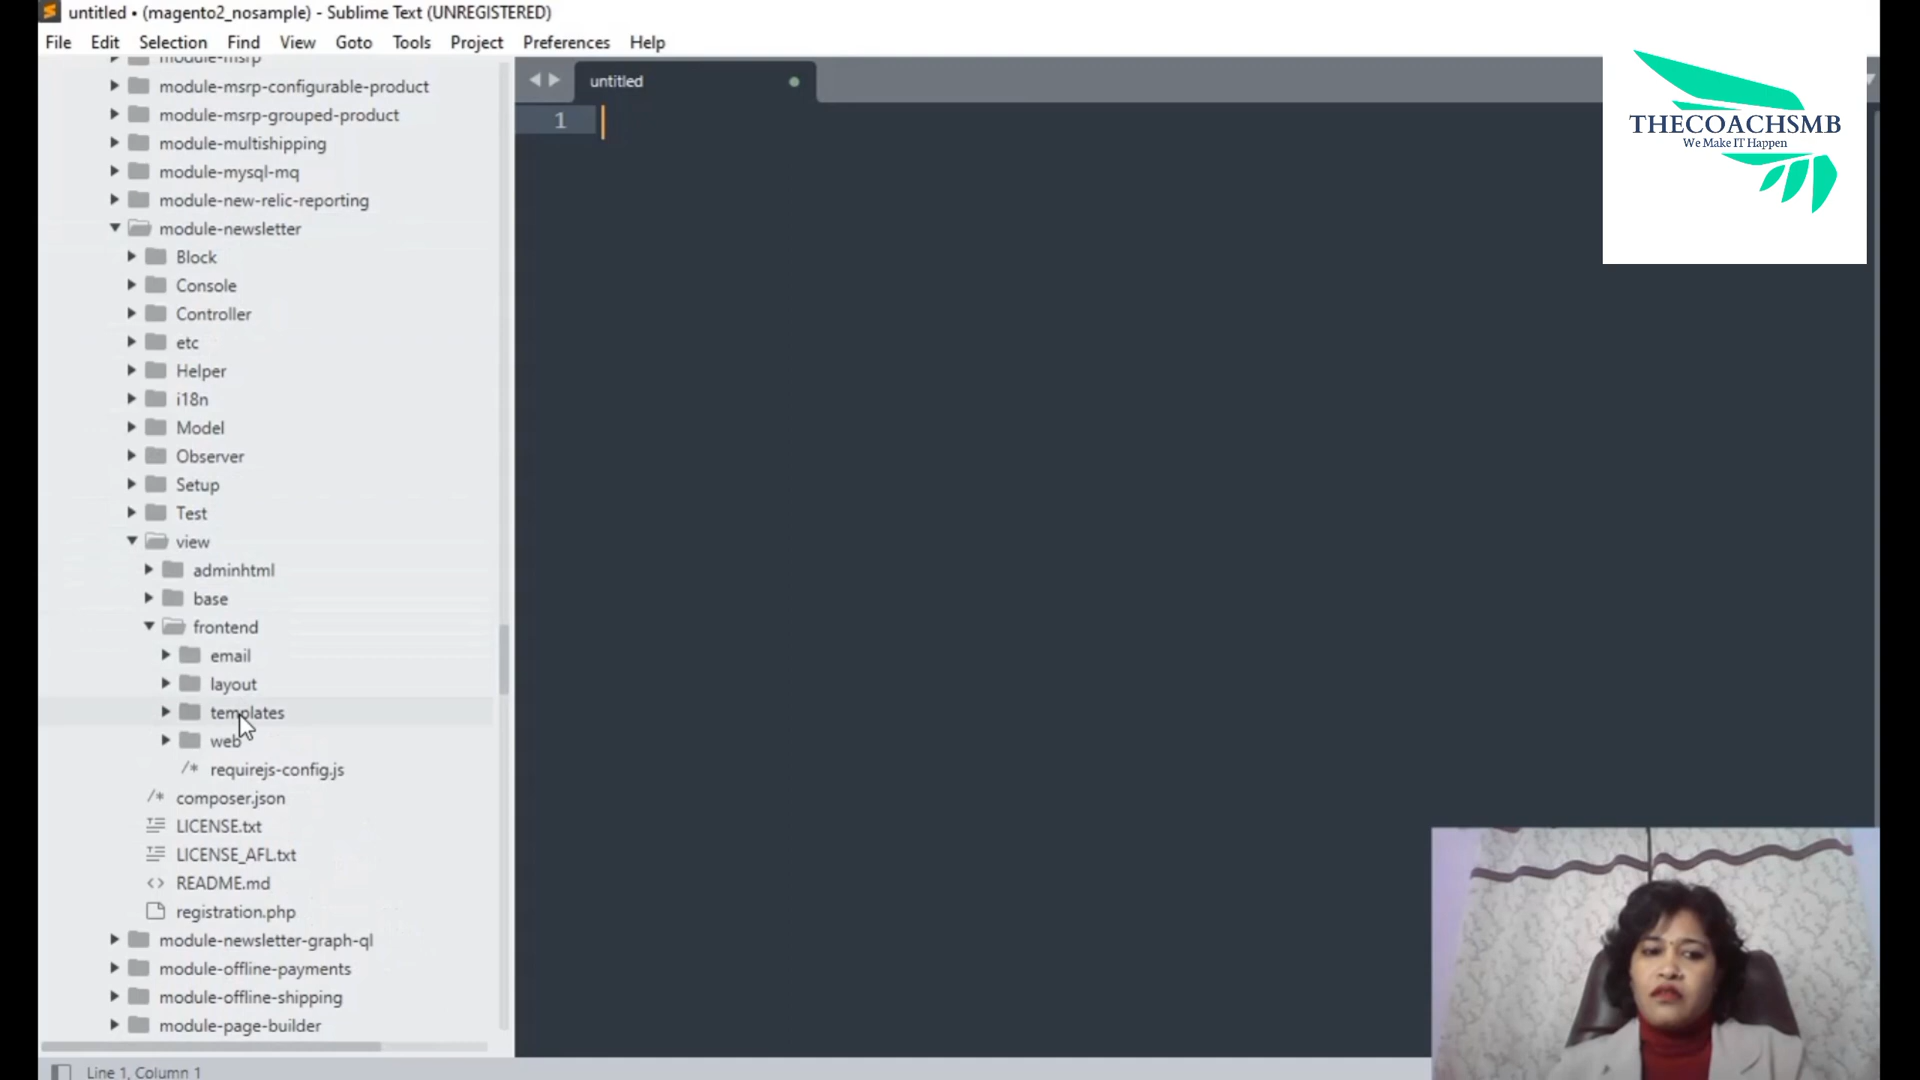 untitled • (magento2_nosample) - Sublime Text (UNREGISTERED)
File Edit Selection Find View Goto Tools Project Preferences Help
module-msrp
module-msrp-configurable-product
module-msrp-grouped-product
module-multishipping
module-mysql-mq
module-new-relic-reporting
module-newsletter
Block
Console
Controller
etc
Helper
i18n
Model
Observer
Setup
Test
view
adminhtml
base
frontend
email
layout
templates
web
/* requirejs-config.js
/* composer.json
LICENSE.txt
LICENSE_AFL.txt
<> README.md
registration.php
module-newsletter-graph-ql
module-offline-payments
module-offline-shipping
module-page-builder
Line 1, Column 1
untitled
1
THECOACHSMB
We Make IT Happen